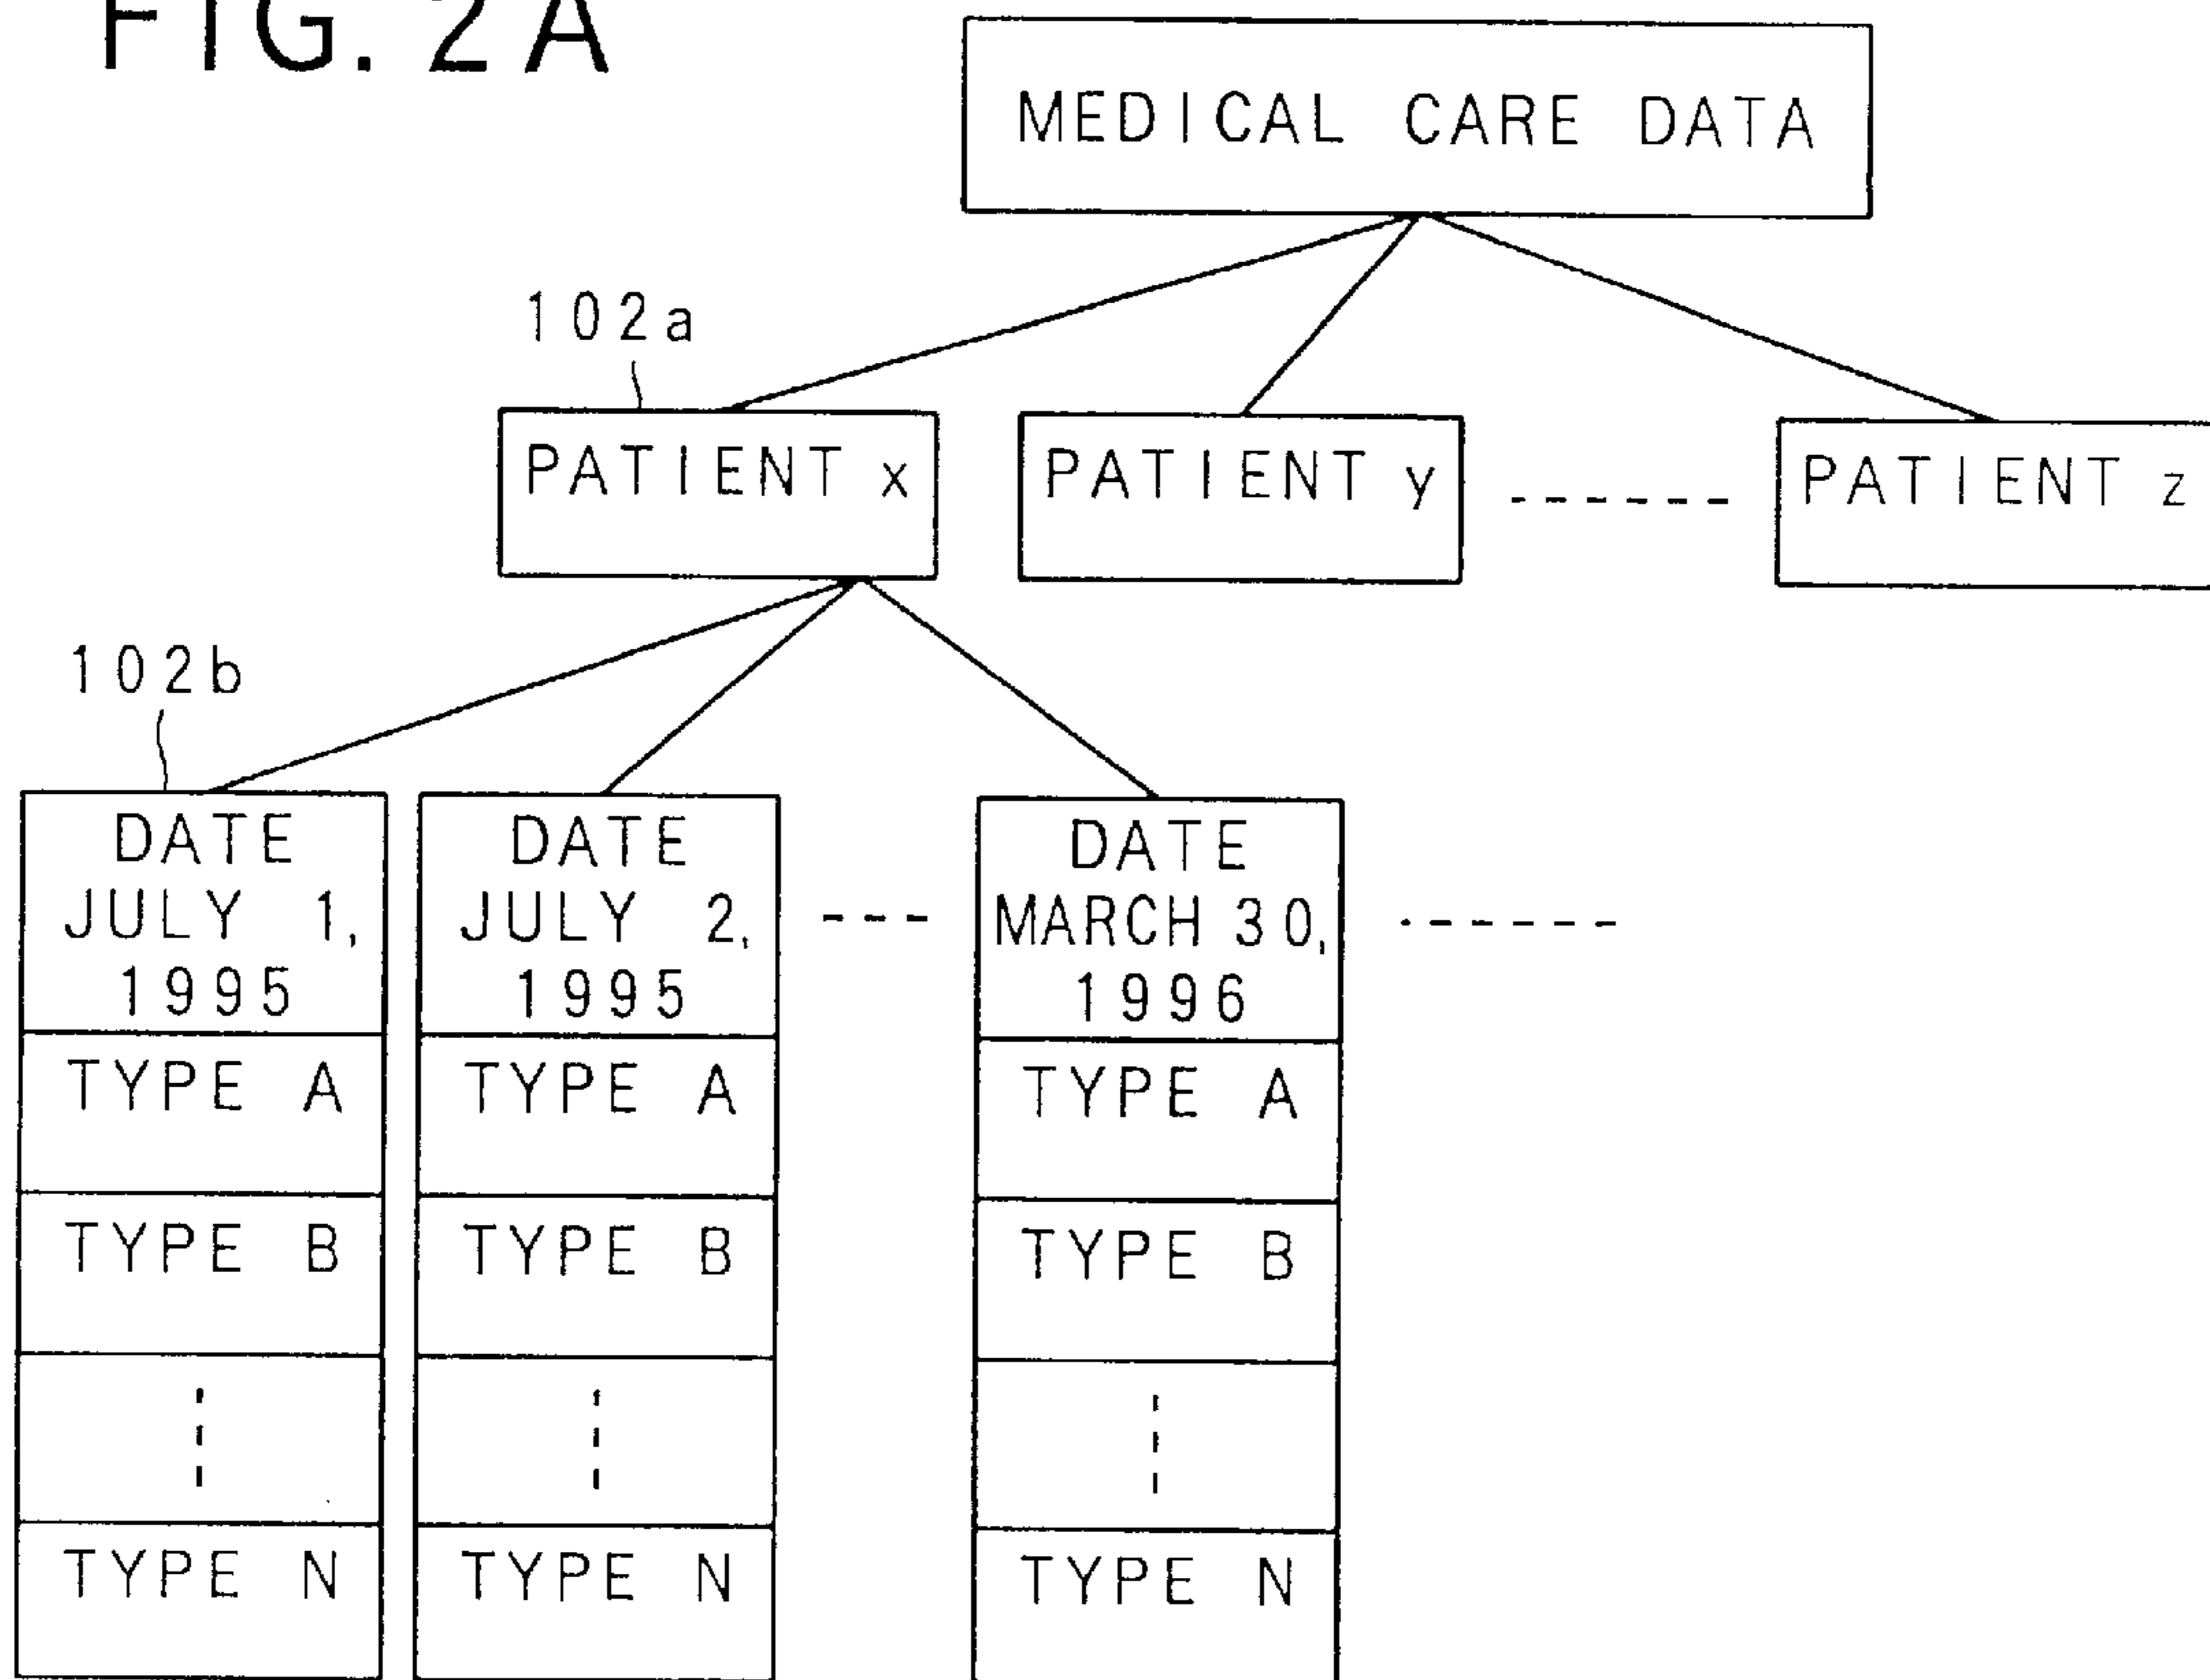 FIG. 2A
MEDICAL CARE DATA
102a
PATIENT x
PATIENT y
PATIENT z
102b
DATE
JULY 1,
1995
TYPE A
TYPE B
TYPE N
DATE
JULY 2,
1995
TYPE A
TYPE B
TYPE N
DATE
MARCH 30,
1996
TYPE A
TYPE B
TYPE N